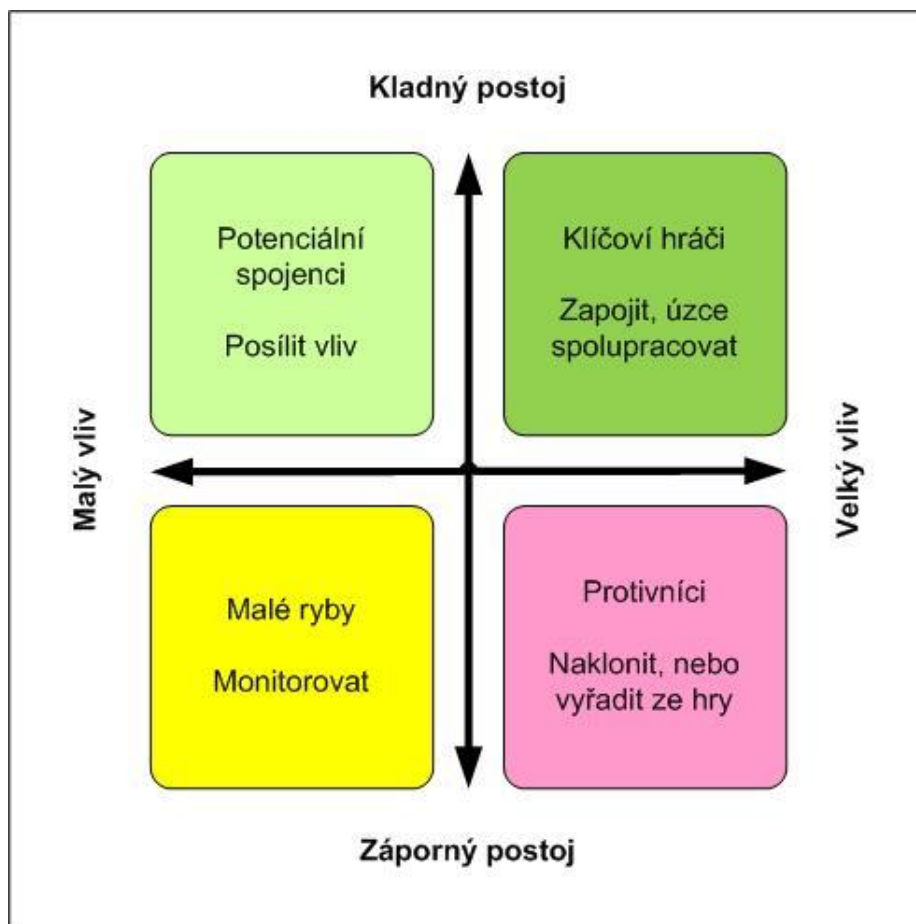 Kladný postoj
Potenciální
spojenci
Posílit vliv
Klíčoví hráči
Zapojit, úzce
spolupracovat
Malý vliv
Velký vliv
Malé ryby
Monitorovat
Protivníci
Naklonit, nebo
vyřadit ze hry
Záporný postoj